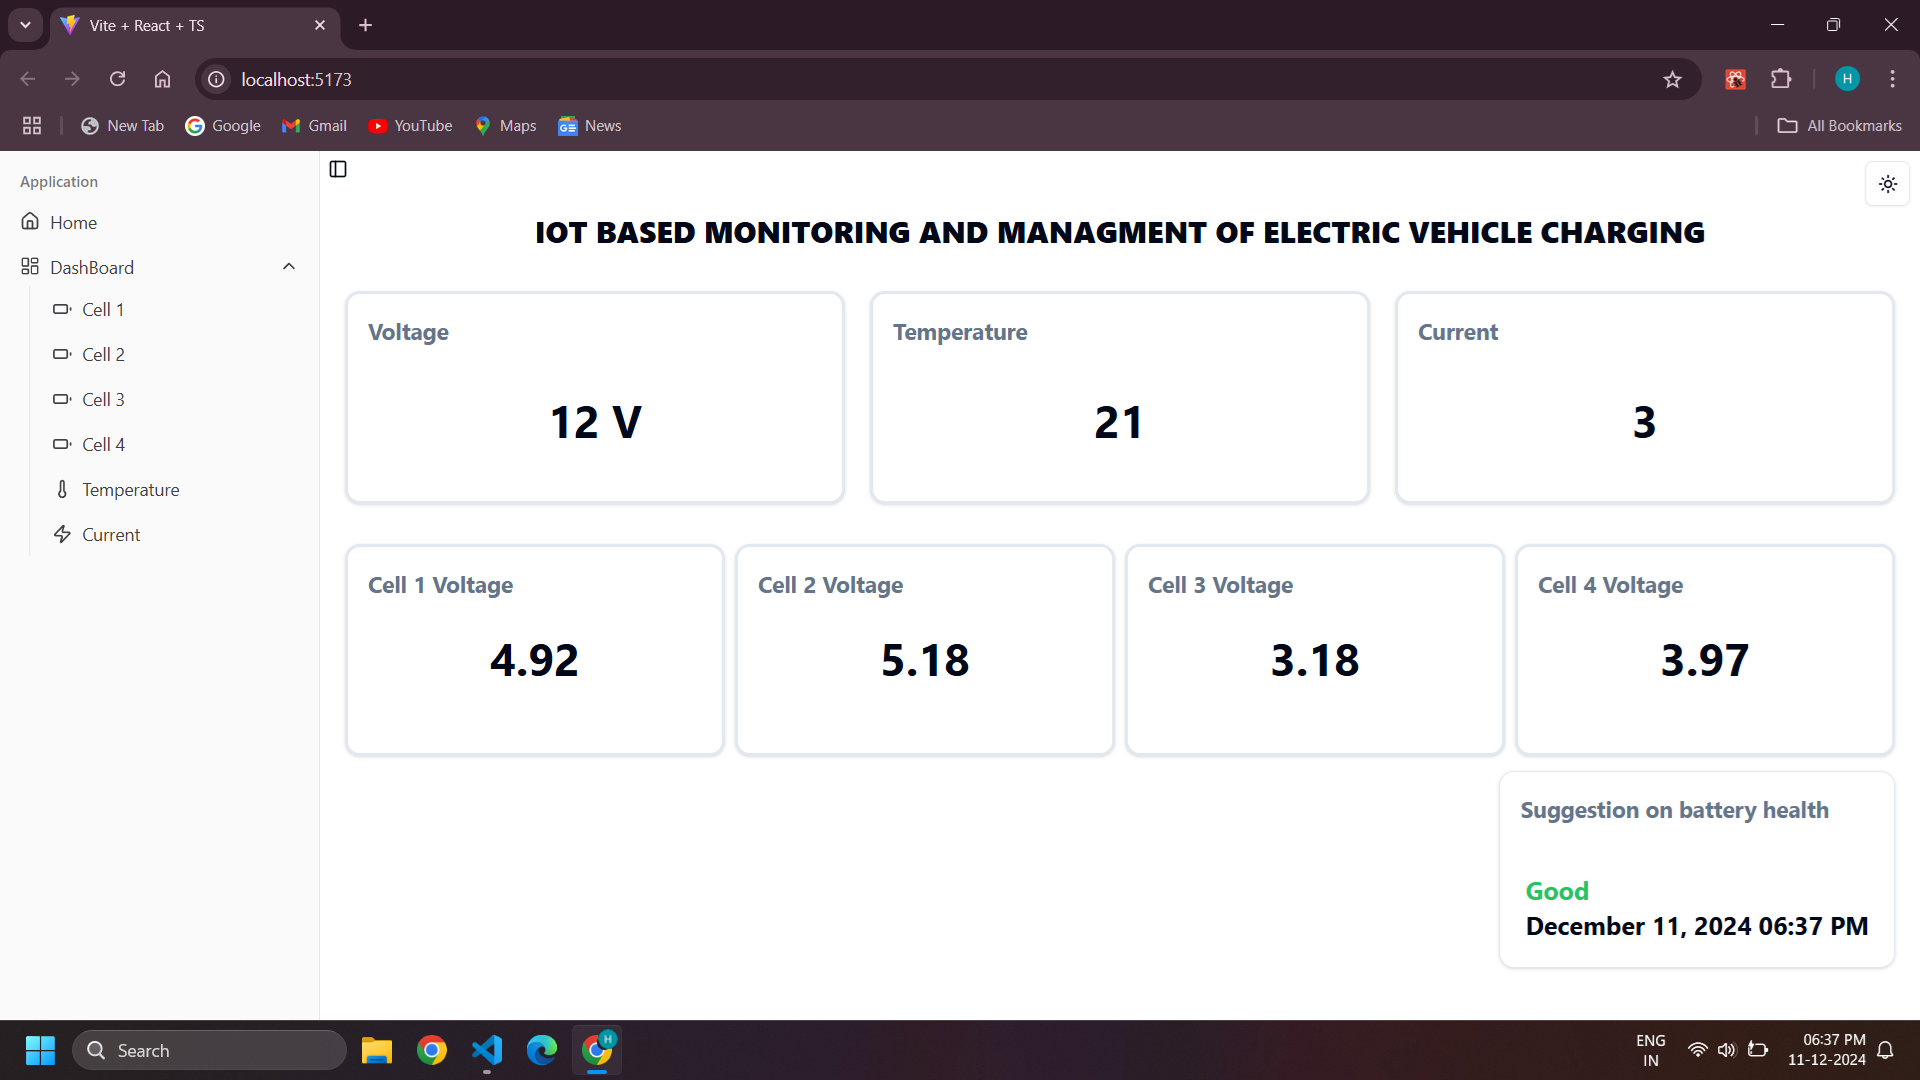 Vite + React + TS
localhost:5173
H
New Tab
Google
Gmail
YouTube
Maps
News
All Bookmarks
Application
Home
DashBoard
Cell 1
Cell 2
Cell 3
Cell 4
Temperature
Current
IOT BASED MONITORING AND MANAGMENT OF ELECTRIC VEHICLE CHARGING
Voltage
12 V
Temperature
21
Current
3
Cell 1 Voltage
4.92
Cell 2 Voltage
5.18
Cell 3 Voltage
3.18
Cell 4 Voltage
3.97
Suggestion on battery health
Good
December 11, 2024 06:37 PM
Search
H
ENG
IN
06:37 PM
11-12-2024